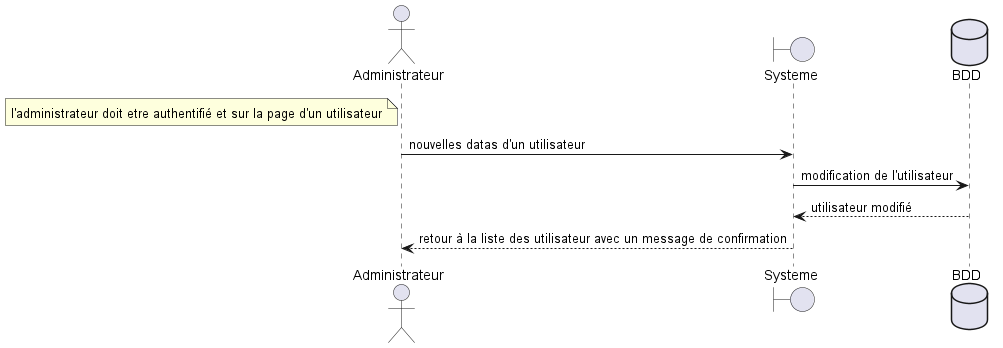 Administrateur
Systeme
BDD
l'administrateur doit etre authentifié et sur la page d'un utilisateur
nouvelles datas d'un utilisateur
modification de l'utilisateur
utilisateur modifié
retour à la liste des utilisateur avec un message de confirmation
Administrateur
Systeme
BDD